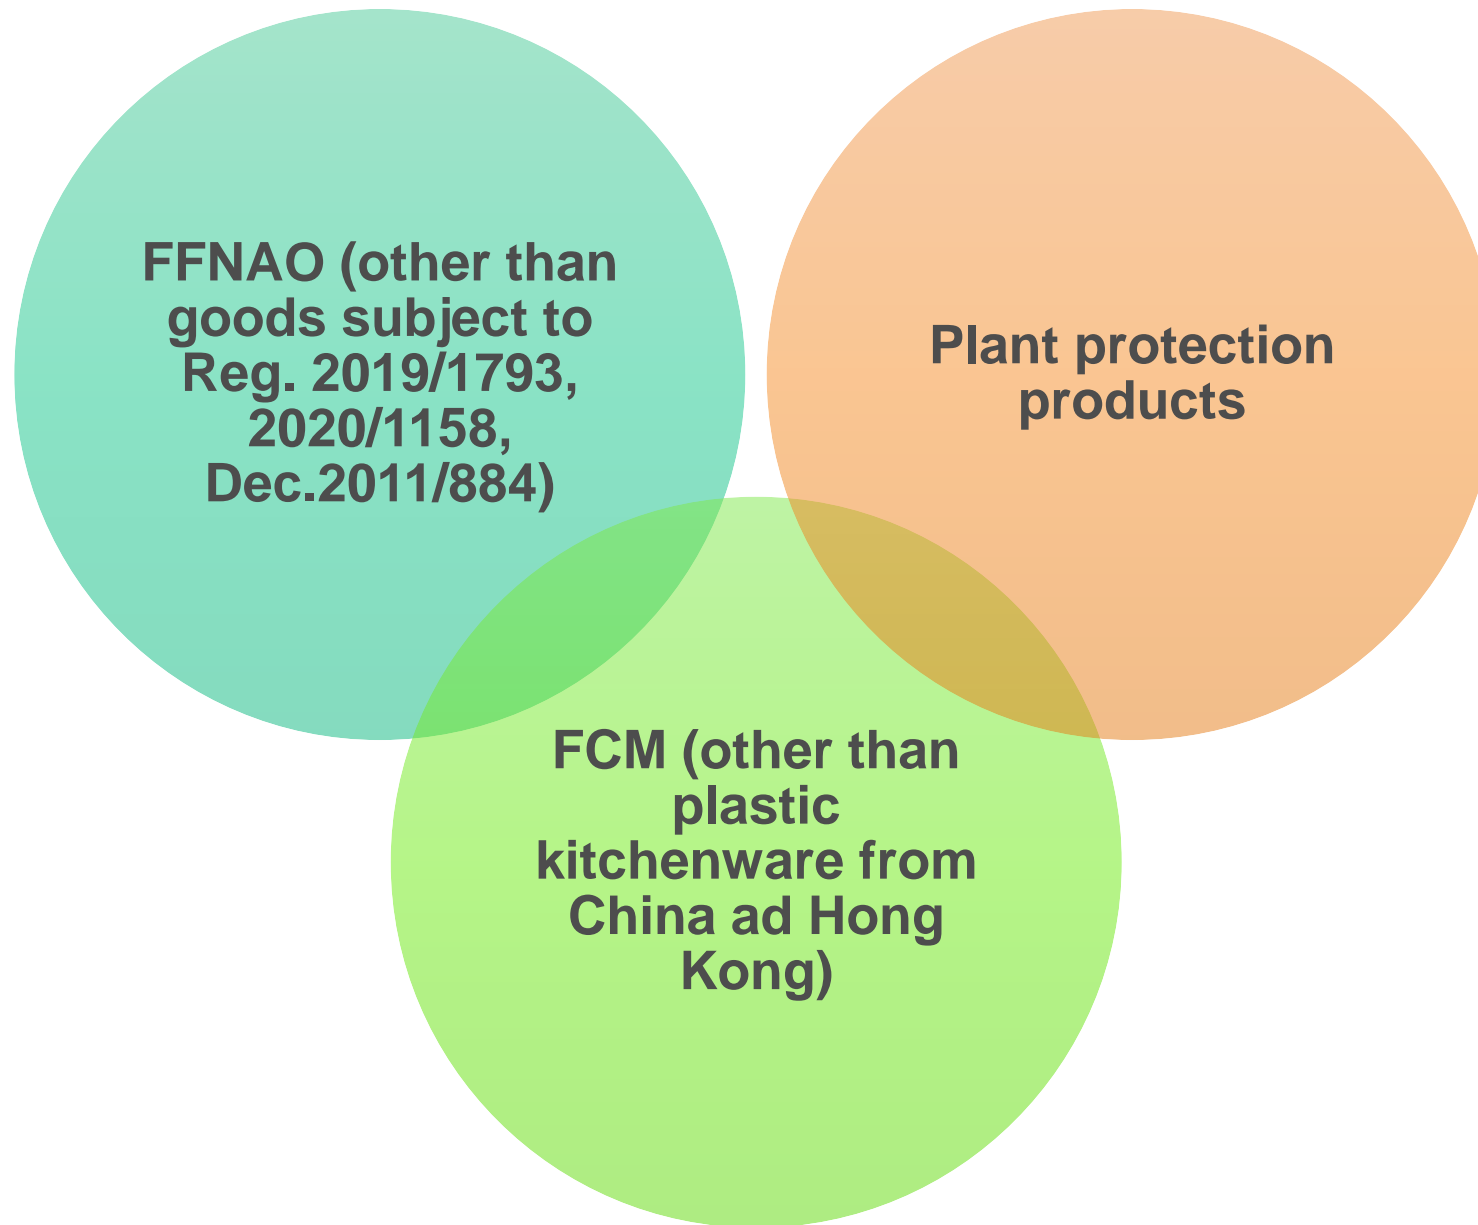 FFNAO (other than
goods subject to
Reg. 2019/1793,
2020/1158,
Dec.2011/884)
Plant protection
products
FCM (other than
plastic
kitchenware from
China ad Hong
Kong)